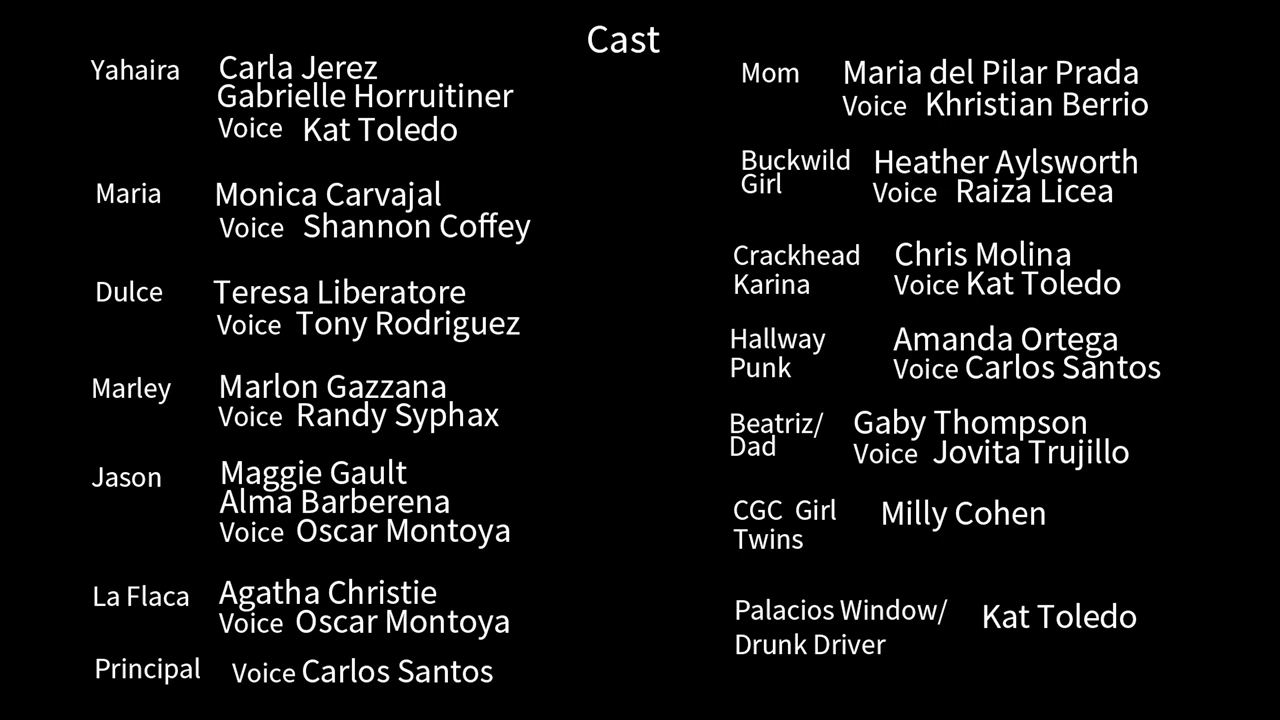 Cast
Yahaira Carla Jerez
Gabrielle Horruitiner
Voice Kat Toledo
Maria Monica Carvajal
Voice Shannon Coffey
Dulce Teresa Liberatore
Voice Tony Rodriguez
Marley Marlon Gazzana
Voice Randy Syphax
Jason Maggie Gault
Alma Barberena
Voice Oscar Montoya
La Flaca Agatha Christie
Voice Oscar Montoya
Principal Voice Carlos Santos
Mom Maria del Pilar Prada
Voice Khristian Berrio
Buckwild Heather Aylsworth
Girl Voice Raiza Licea
Crackhead Chris Molina
Karina Voice Kat Toledo
Hallway Amanda Ortega
Punk Voice Carlos Santos
Beatriz/ Gaby Thompson
Dad Voice Jovita Trujillo
CGC Girl Milly Cohen
Twins
Palacios Window/ Kat Toledo
Drunk Driver